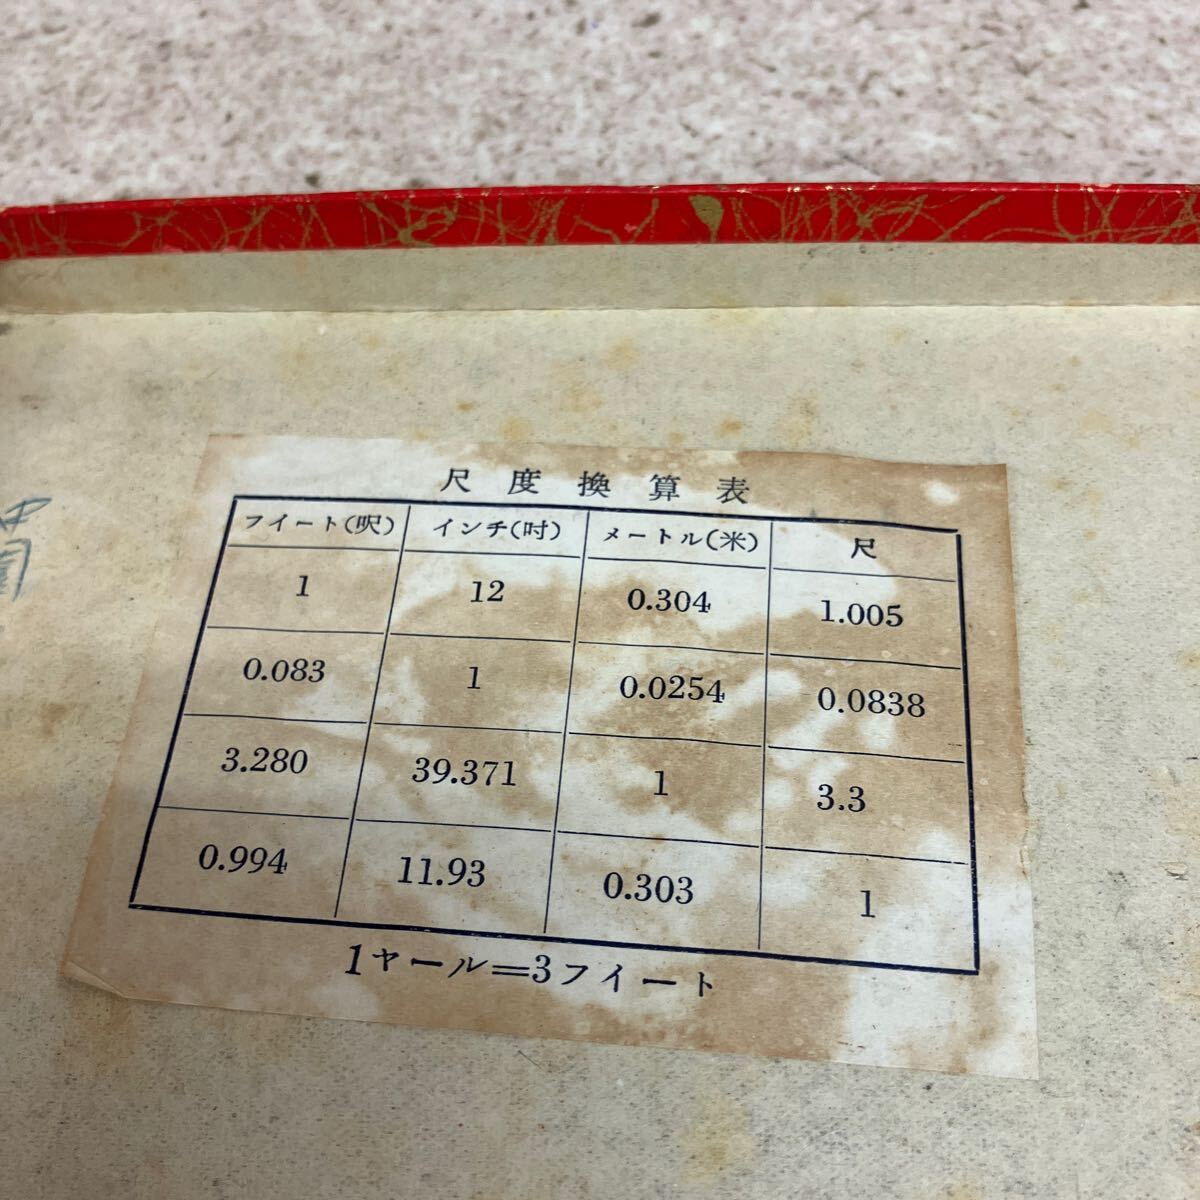 尺度換算表
フイート(呎) インチ(吋) メートル(米) 尺
1 12 0.304 1.005
0.083 1 0.0254 0.0838
3.280 39.371 1 3.3
0.994 11.93 0.303 1
1ヤール=3フイート